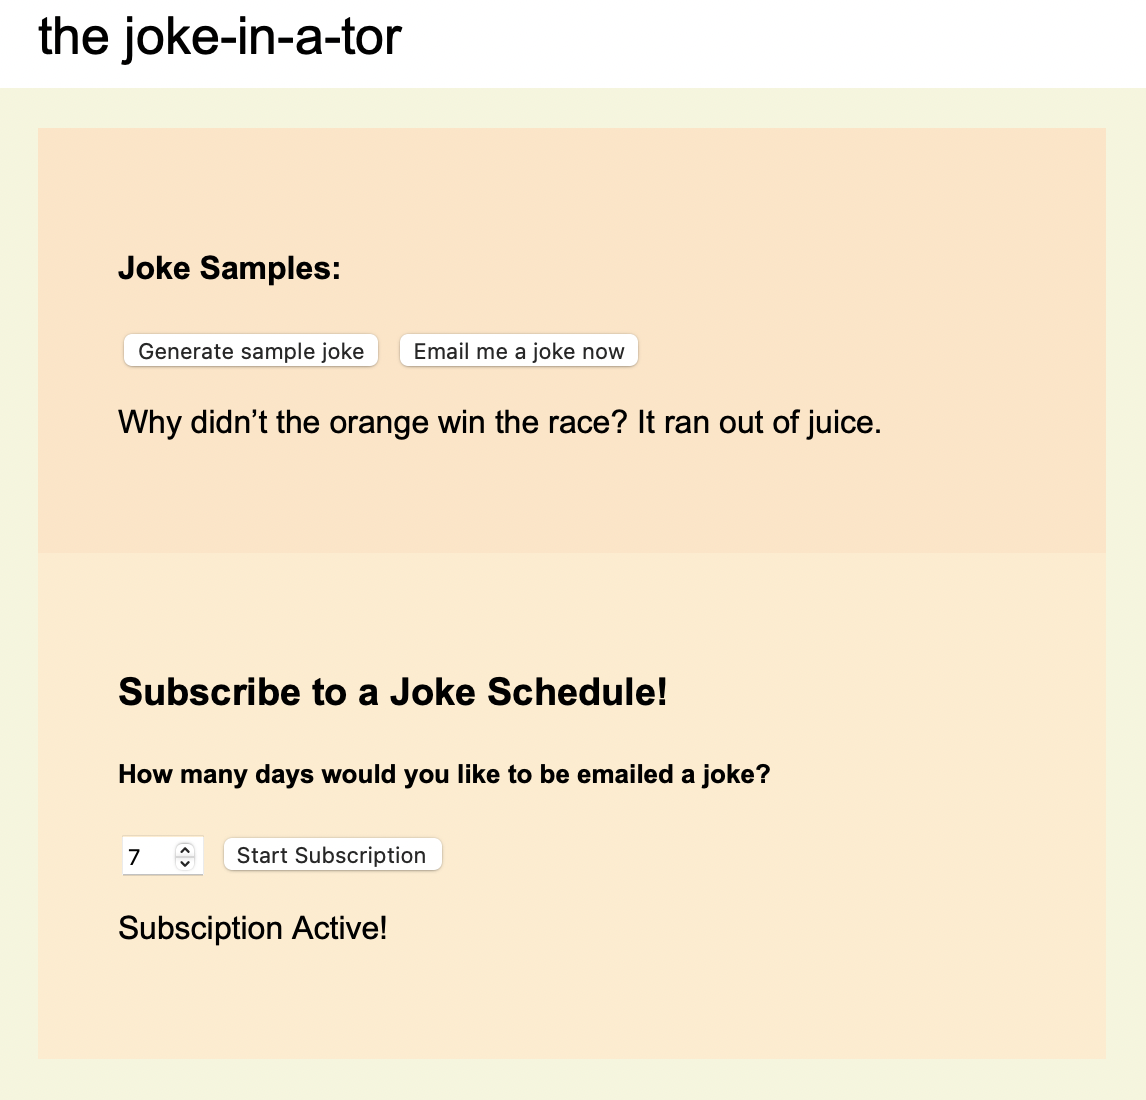 the joke-in-a-tor
Joke Samples:
Generate sample joke Email me a joke now
Why didn’t the orange win the race? It ran out of juice.
Subscribe to a Joke Schedule!
How many days would you like to be emailed a joke?
7 Start Subscription
Subsciption Active!